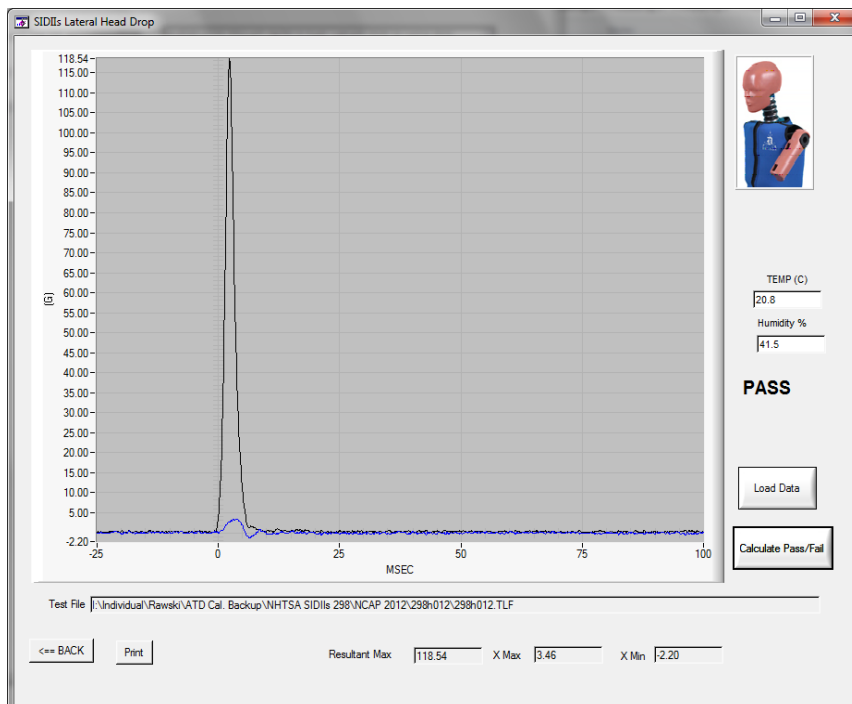 SIDIIs Lateral Head Drop
118.54
115.00
110.00
105.00
100.00
95.00
90.00
85.00
80.00
75.00
70.00
65.00
60.00
55.00
50.00
45.00
40.00
35.00
30.00
25.00
20.00
15.00
10.00
5.00
-2.20
(G)
-25 0 25 50 75 100
MSEC
TEMP (C)
20.8
Humidity %
41.5
PASS
Load Data
Calculate Pass/Fail
Test File I:\Individual\Rawski\ATD Cal. Backup\NHTSA SIDIIs 298\NCAP 2012\298h012\298h012.TLF
<== BACK Print Resultant Max 118.54 X Max 3.46 X Min -2.20